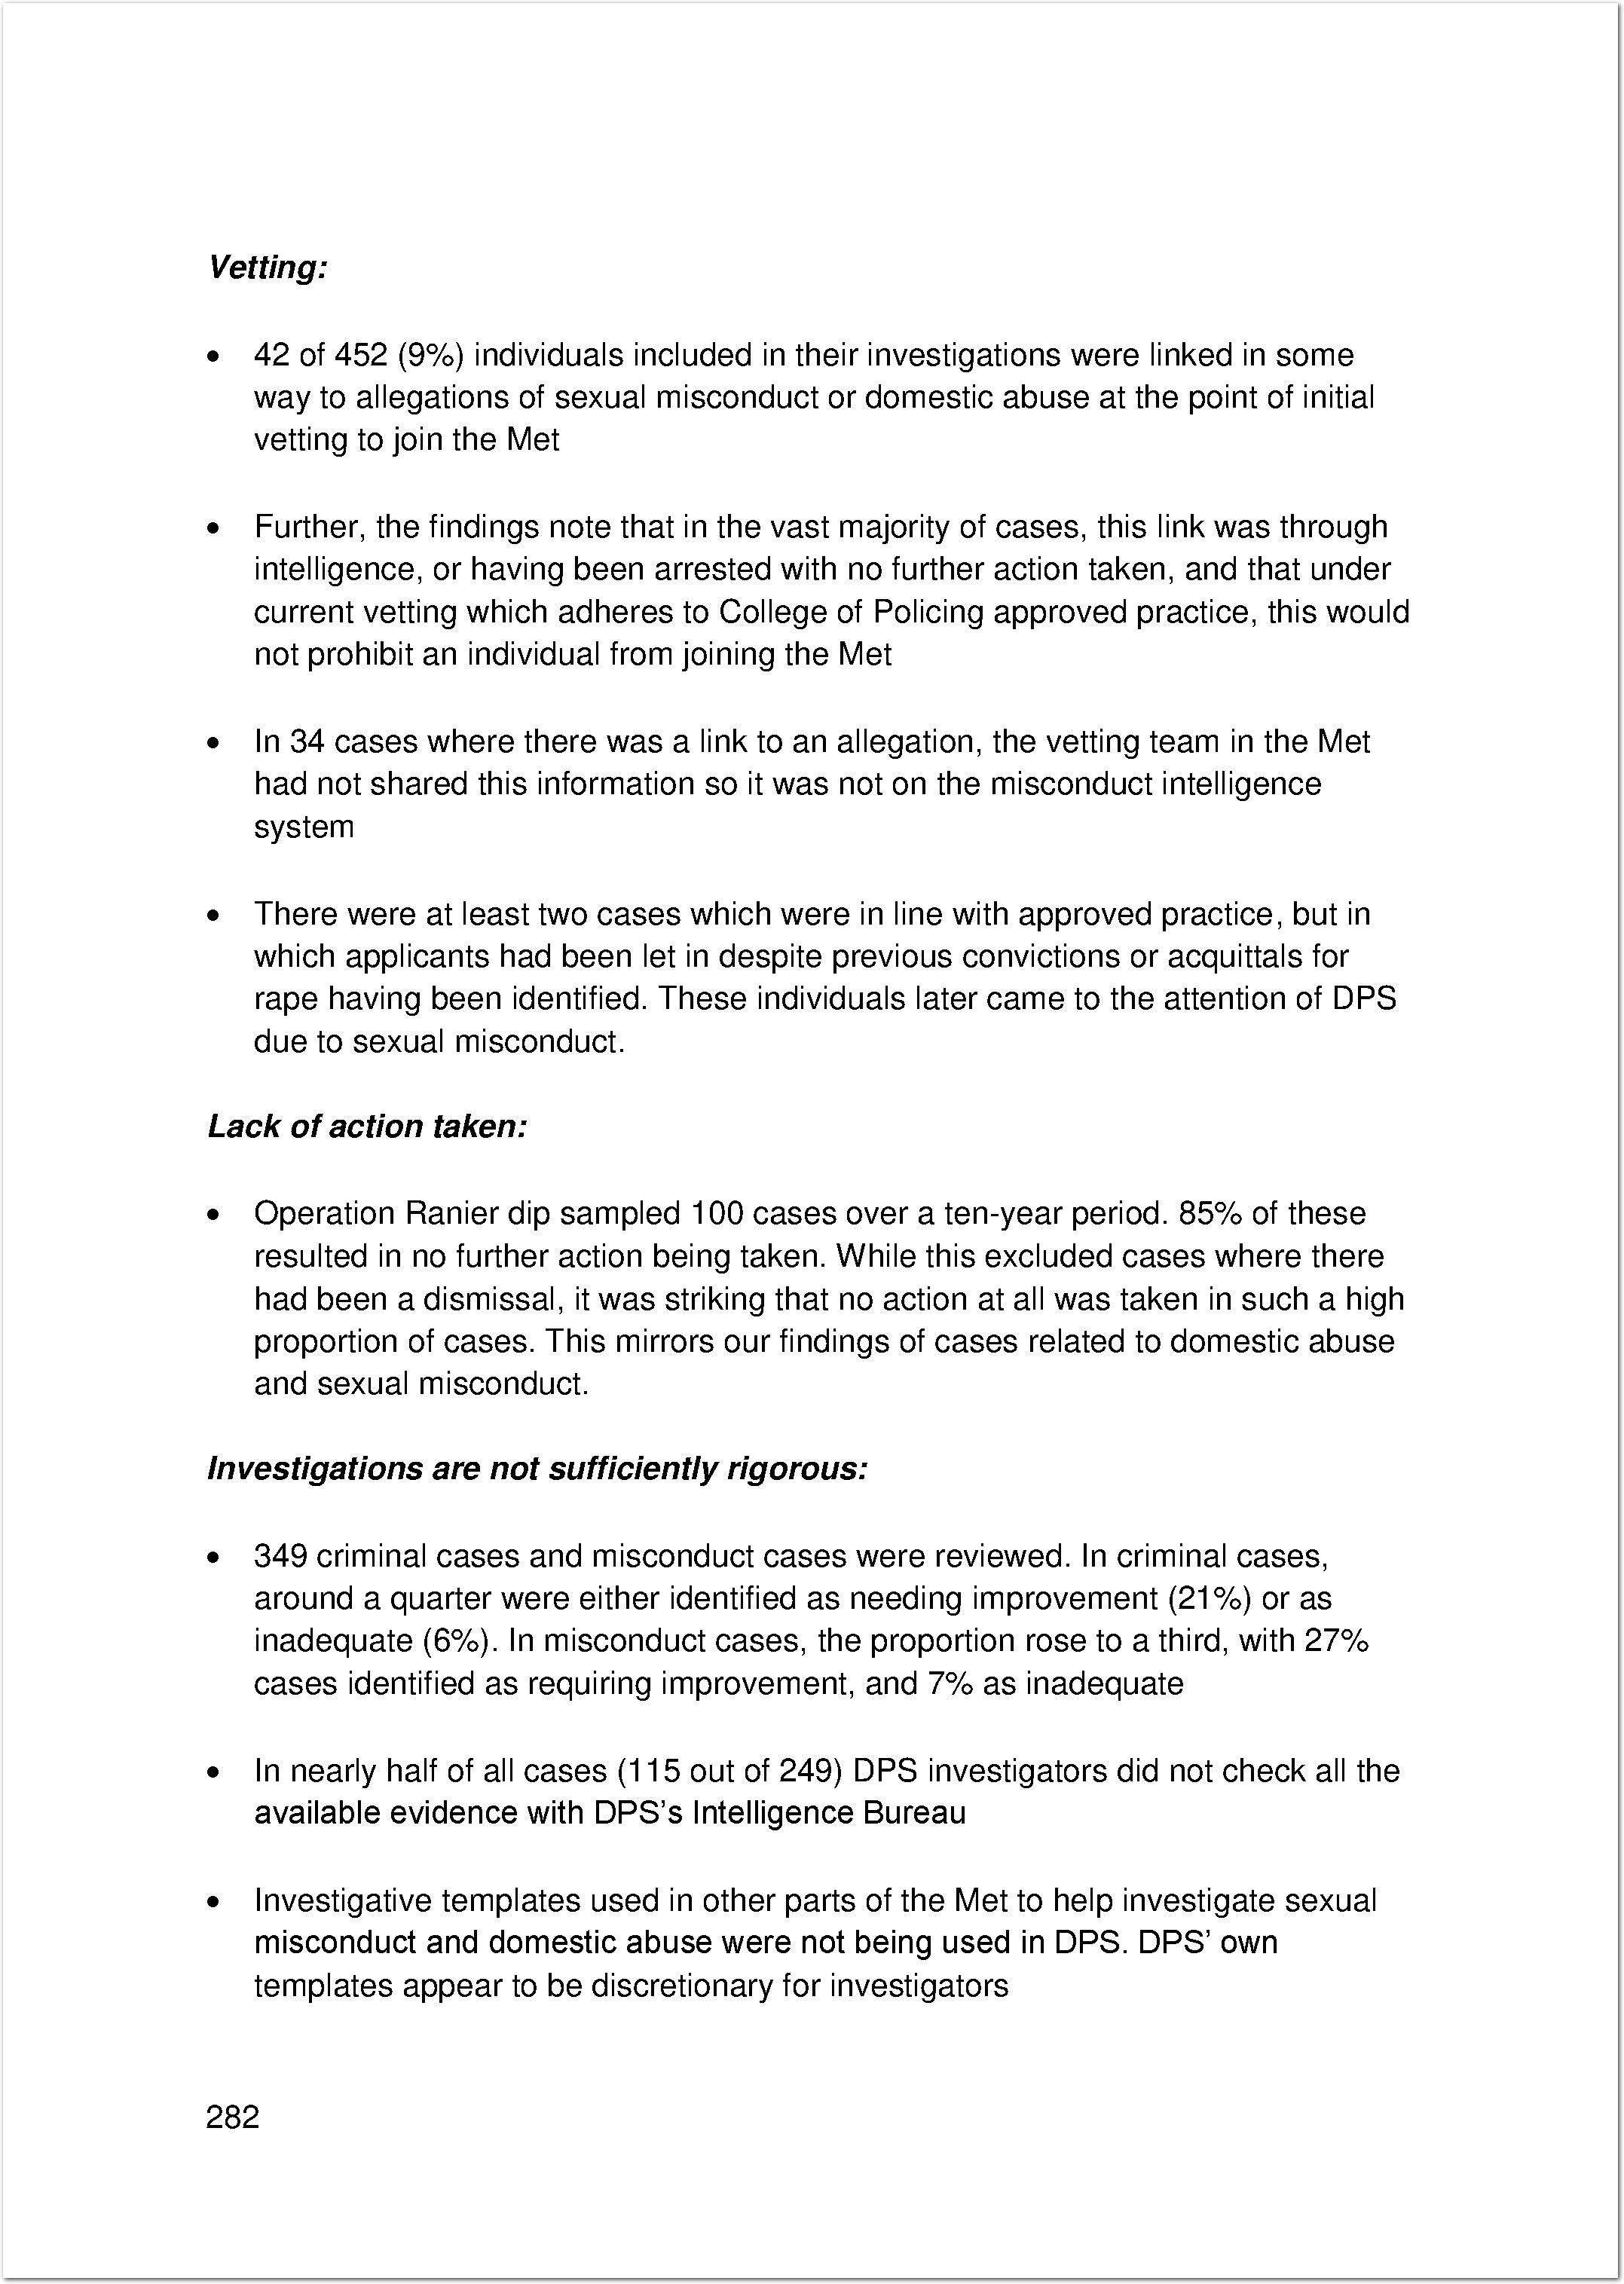 Vetting:
• 42 of 452 (9%) individuals included in their investigations were linked in some
way to allegations of sexual misconduct or domestic abuse at the point of initial
vetting to join the Met
• Further, the findings note that in the vast majority of cases, this link was through
intelligence, or having been arrested with no further action taken, and that under
current vetting which adheres to College of Policing approved practice, this would
not prohibit an individual from joining the Met
• In 34 cases where there was a link to an allegation, the vetting team in the Met
had not shared this information so it was not on the misconduct intelligence
system
• There were at least two cases which were in line with approved practice, but in
which applicants had been let in despite previous convictions or acquittals for
rape having been identified. These individuals later came to the attention of DPS
due to sexual misconduct.
Lack of action taken:
• Operation Ranier dip sampled 100 cases over a ten-year period. 85% of these
resulted in no further action being taken. While this excluded cases where there
had been a dismissal, it was striking that no action at all was taken in such a high
proportion of cases. This mirrors our findings of cases related to domestic abuse
and sexual misconduct.
Investigations are not sufficiently rigorous:
• 349 criminal cases and misconduct cases were reviewed. In criminal cases,
around a quarter were either identified as needing improvement (21%) or as
inadequate (6%). In misconduct cases, the proportion rose to a third, with 27%
cases identified as requiring improvement, and 7% as inadequate
• In nearly half of all cases (115 out of 249) DPS investigators did not check all the
available evidence with DPS’s Intelligence Bureau
• Investigative templates used in other parts of the Met to help investigate sexual
misconduct and domestic abuse were not being used in DPS. DPS’ own
templates appear to be discretionary for investigators
282